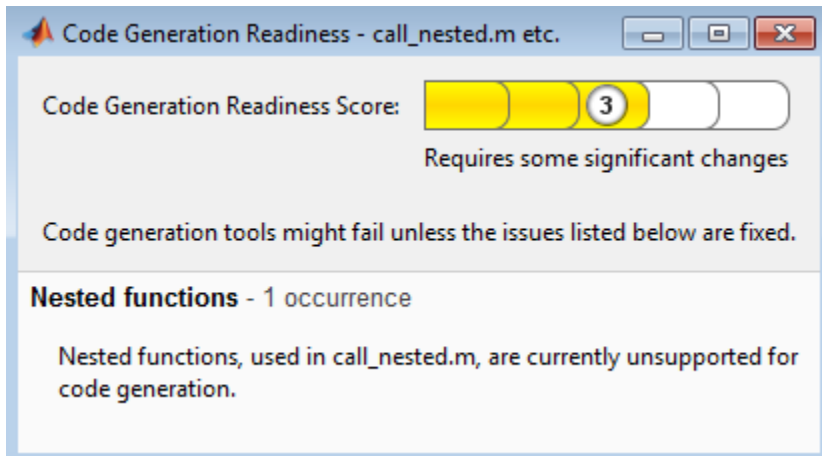 Code Generation Readiness - call_nested.m etc.
Code Generation Readiness Score:
3
Requires some significant changes
Code generation tools might fail unless the issues listed below are fixed.
Nested functions - 1 occurrence
Nested functions, used in call_nested.m, are currently unsupported for
code generation.